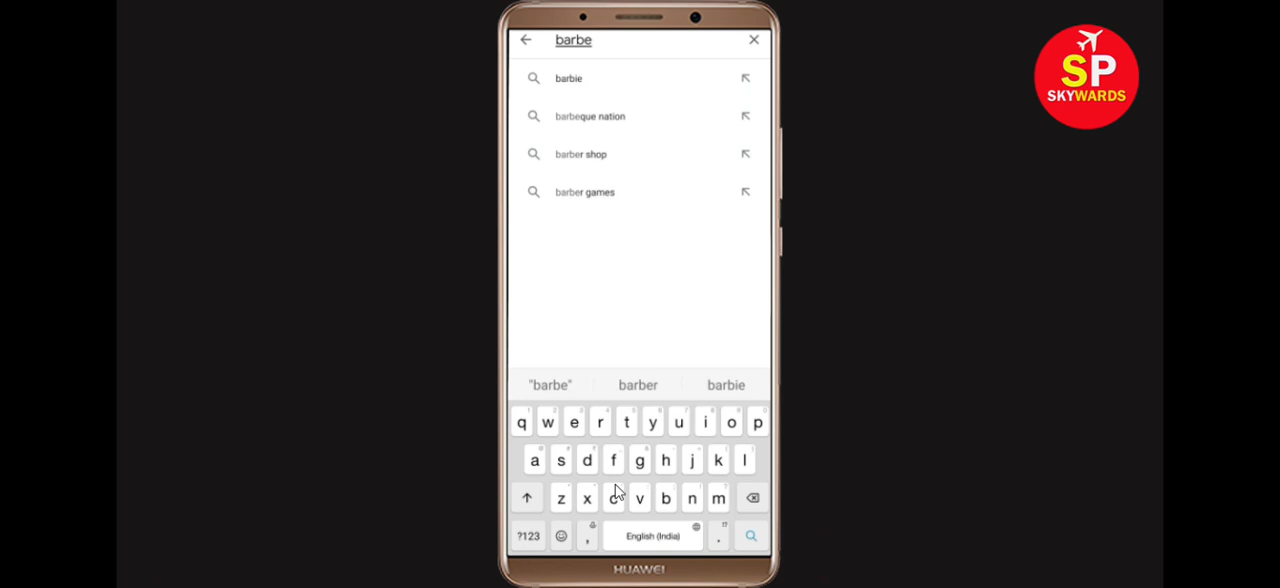 barbe
SP
SKYWARDS
barbie
barbeque nation
barber shop
barber games
"barbe" barber barbie
q w e r t y u i o p
a s d f g h j k l
z x c v b n m
?123 , English (India) .
HUAWEI